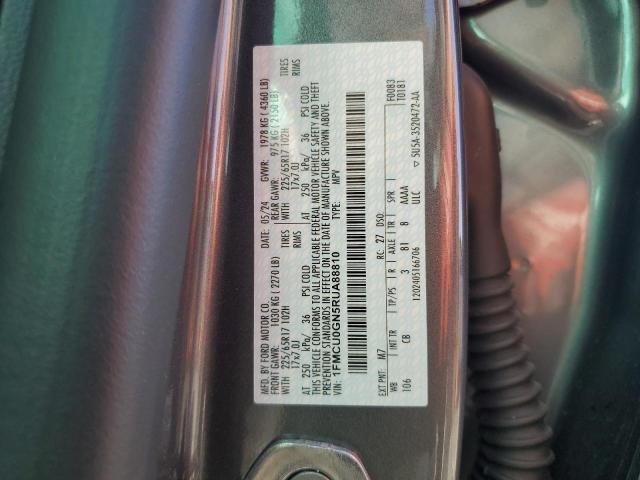 MFD. BY FORD MOTOR CO. DATE: 05/24 GVWR: 1978 KG ( 4360 LB)
FRONT GAWR: 1030 KG ( 2270 LB) REAR GAWR: 975 KG ( 2150 LB)
WITH 225/65R17 102H TIRES WITH 225/65R17 102H TIRES
17x7.0J RIMS 17x7.0J RIMS
AT 250 kPa/ 36 PSI COLD AT 250 kPa/ 36 PSI COLD
THIS VEHICLE CONFORMS TO ALL APPLICABLE FEDERAL MOTOR VEHICLE SAFETY AND THEFT
PREVENTION STANDARDS IN EFFECT ON THE DATE OF MANUFACTURE SHOWN ABOVE.
VIN: 1FMCU0GN5RUA88810 TYPE: MPV
EXT PNT: M7 RC: 27 DSO: F0083
T0181
WB INT TR TP/PS R AXLE TR SPR
106 CB 3 81 8 AAAA
ULC
1202405166706 ▽ SU5A-3520472-AA